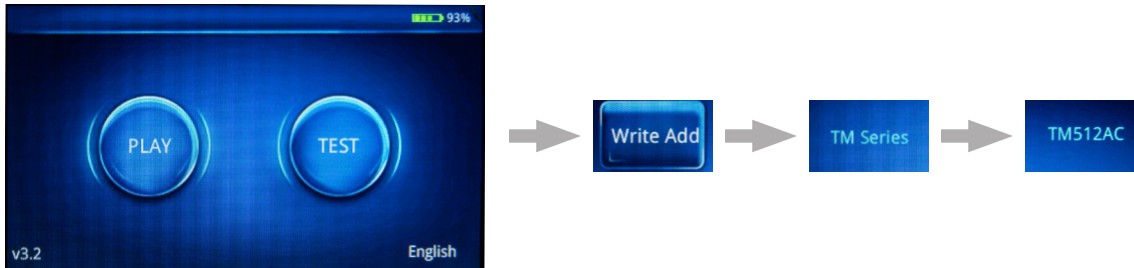 93%
PLAY
TEST
v3.2
English
Write Add
TM Series
TM512AC